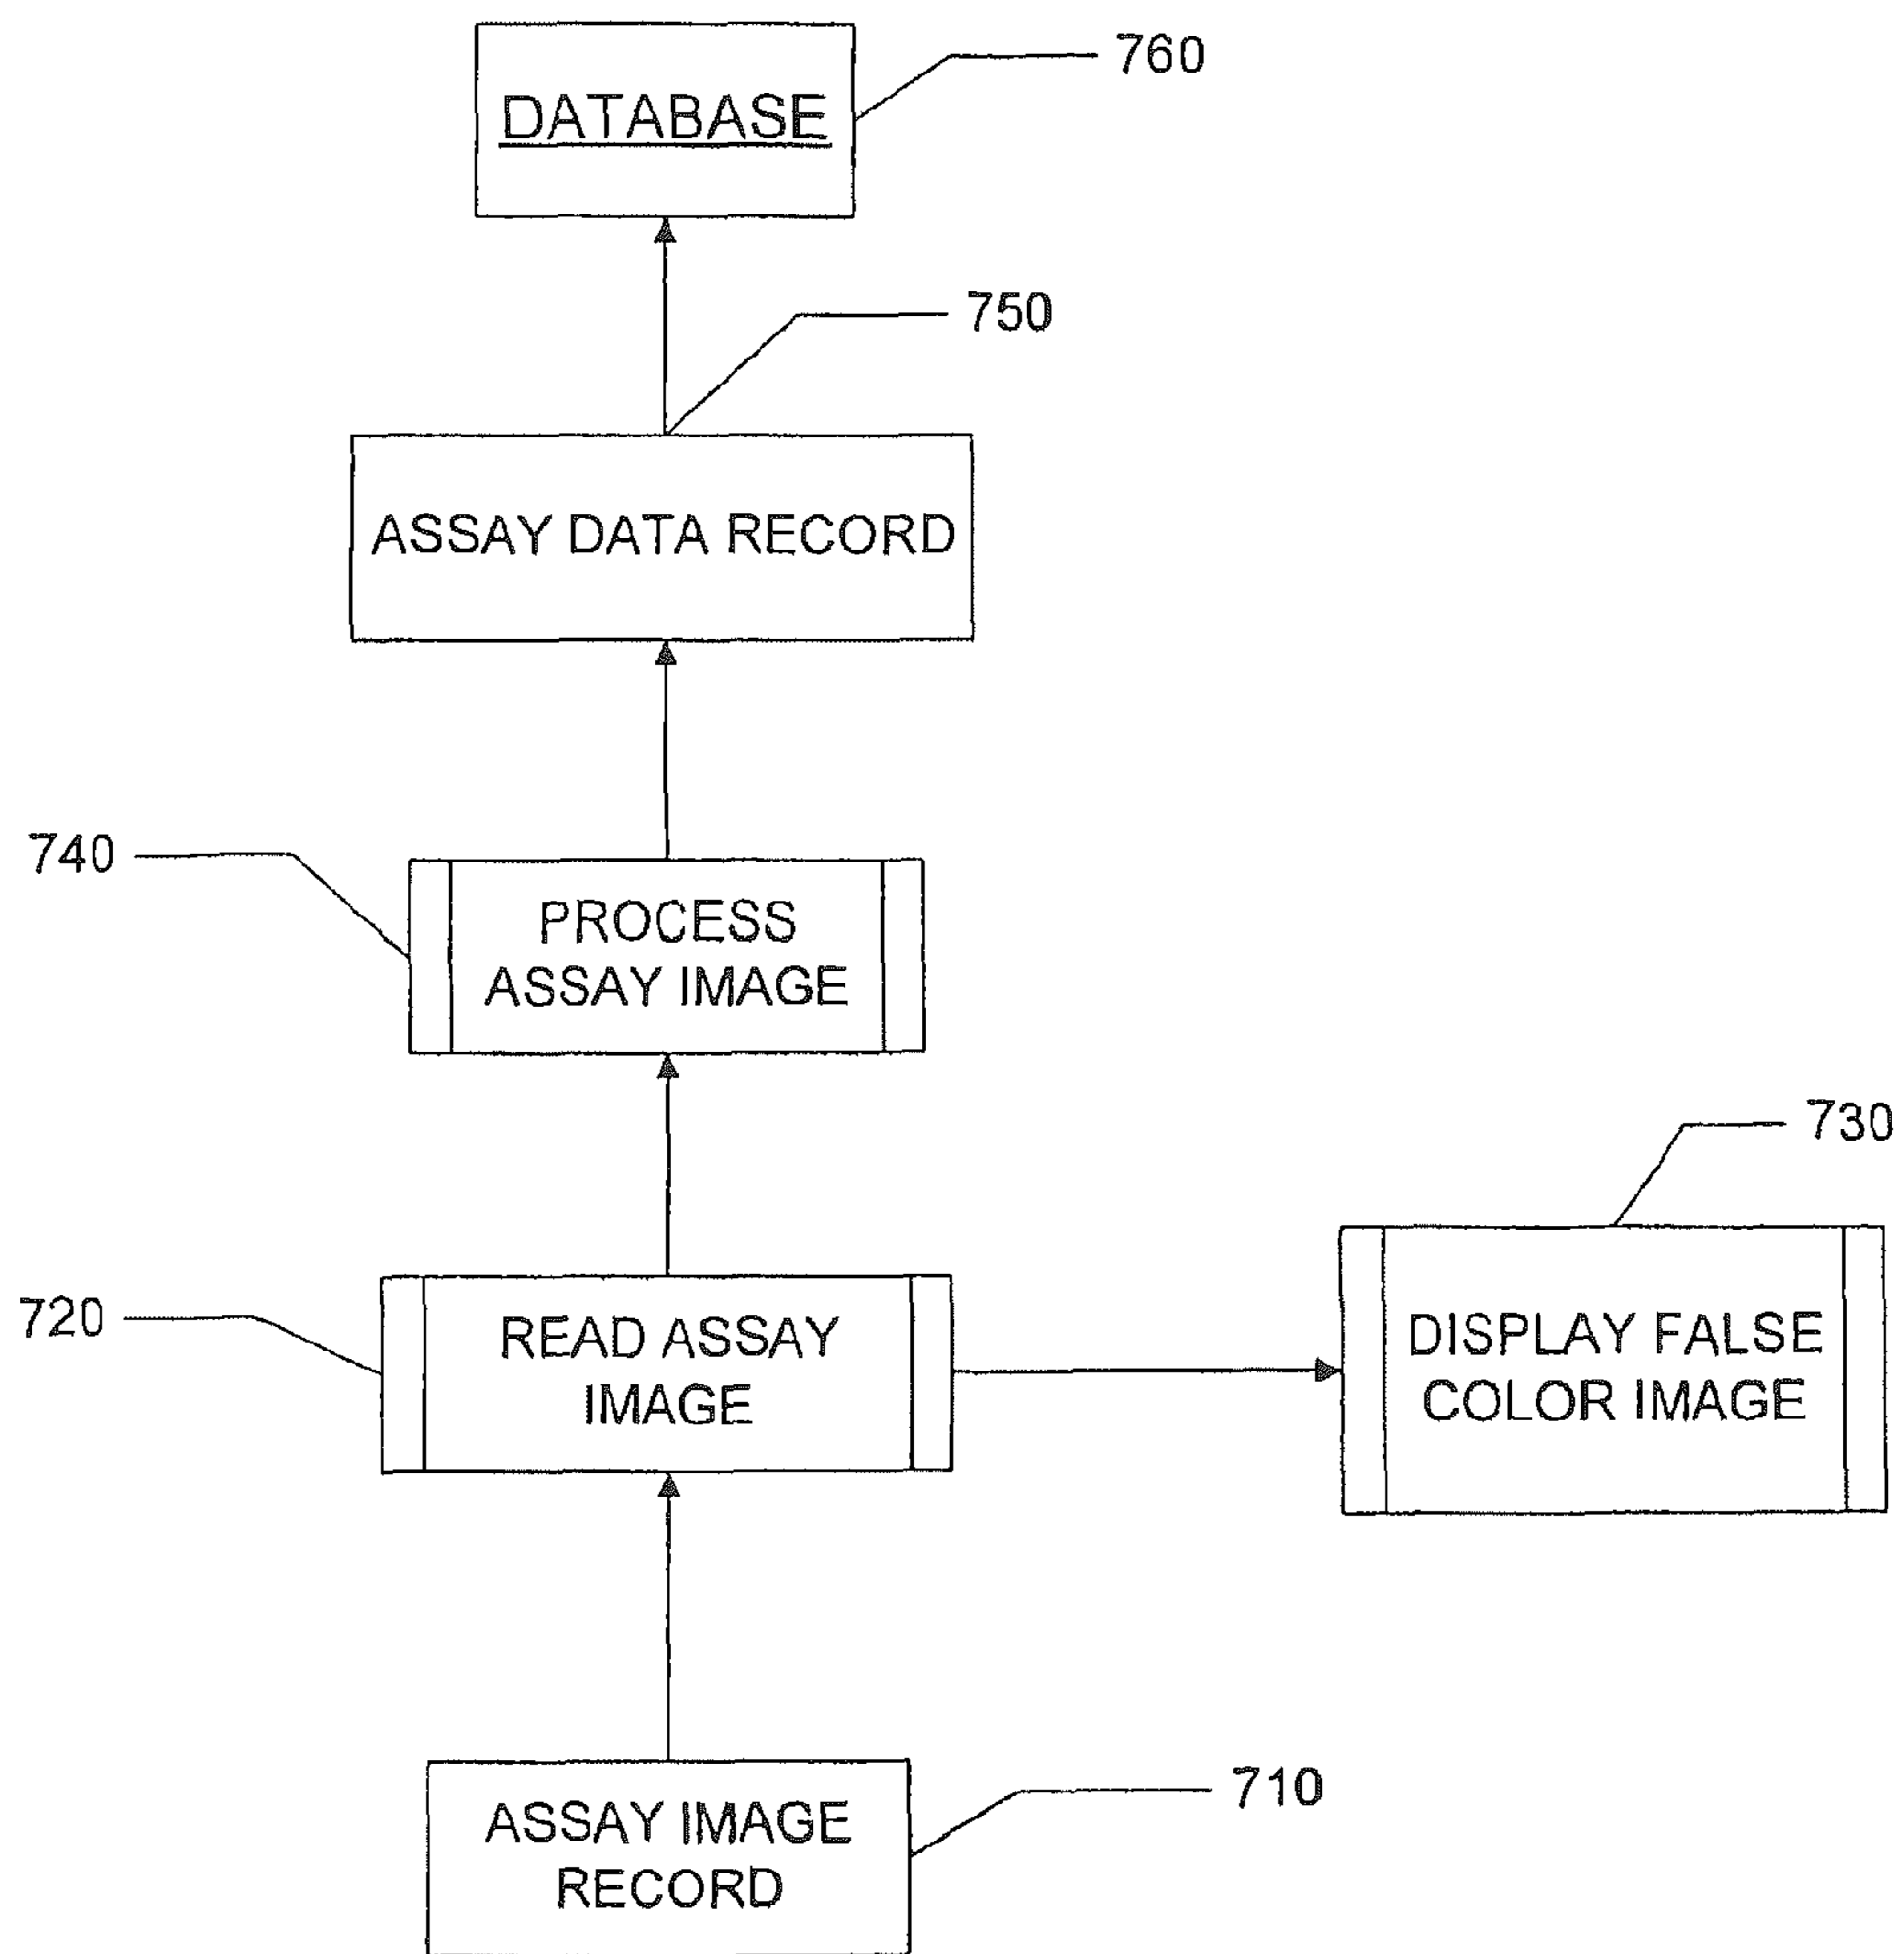 760
DATABASE
750
ASSAY DATA RECORD
740
PROCESS
ASSAY IMAGE
730
720
READ ASSAY
IMAGE
DISPLAY FALSE
COLOR IMAGE
710
ASSAY IMAGE
RECORD